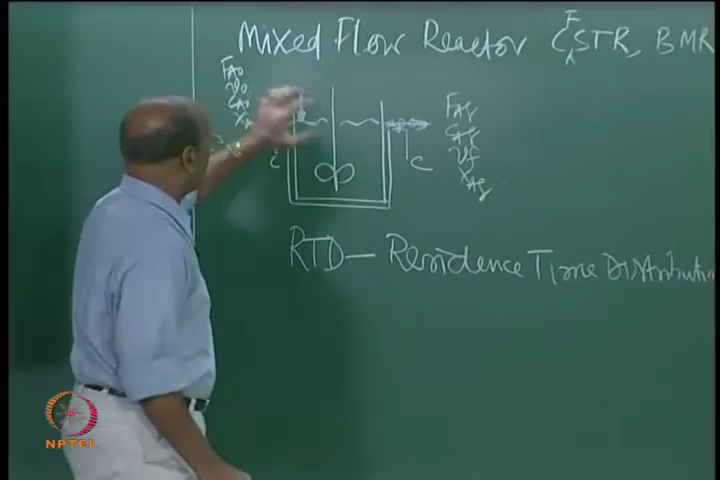 Mixed Flow Reactor CFSTR, BMR
FA0
v0
CA0
XA
FAf
CAf
vf
XAf
C
RTD — Residence Time Distribution
NPTEL